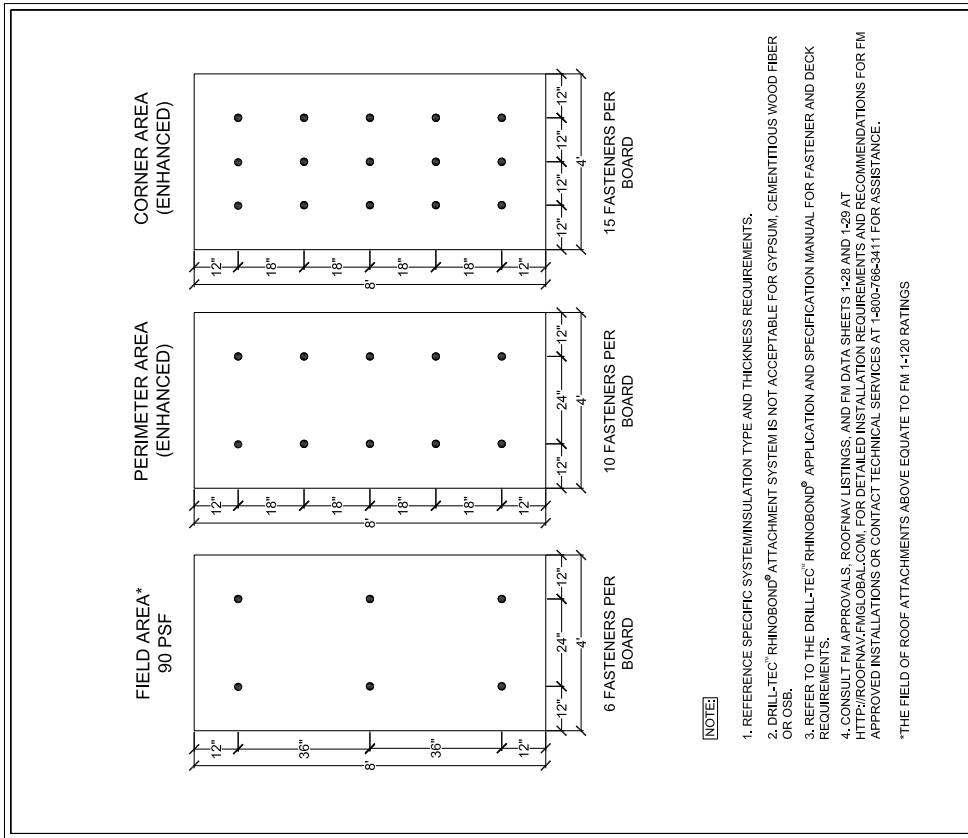 FIELD AREA*
90 PSF
12"
36"
36"
12"
8'
12"
24"
12"
4'
6 FASTENERS PER
BOARD
PERIMETER AREA
(ENHANCED)
12"
18"
18"
18"
18"
12"
8'
12"
24"
12"
4'
10 FASTENERS PER
BOARD
CORNER AREA
(ENHANCED)
12"
18"
18"
18"
18"
12"
8'
12"
12"
12"
12"
4'
15 FASTENERS PER
BOARD
NOTE:
1. REFERENCE SPECIFIC SYSTEM/INSULATION TYPE AND THICKNESS REQUIREMENTS.
2. DRILL-TEC™ RHINOBOND® ATTACHMENT SYSTEM IS NOT ACCEPTABLE FOR GYPSUM, CEMENTITIOUS WOOD FIBER
OR OSB.
3. REFER TO THE DRILL-TEC™ RHINOBOND® APPLICATION AND SPECIFICATION MANUAL FOR FASTENER AND DECK
REQUIREMENTS.
4. CONSULT FM APPROVALS, ROOFNAV LISTINGS, AND FM DATA SHEETS 1-28 AND 1-29 AT
HTTP://ROOFNAV.FMGLOBAL.COM, FOR DETAILED INSTALLATION REQUIREMENTS AND RECOMMENDATIONS FOR FM
APPROVED INSTALLATIONS OR CONTACT TECHNICAL SERVICES AT 1-800-766-3411 FOR ASSISTANCE.
*THE FIELD OF ROOF ATTACHMENTS ABOVE EQUATE TO FM 1-120 RATINGS